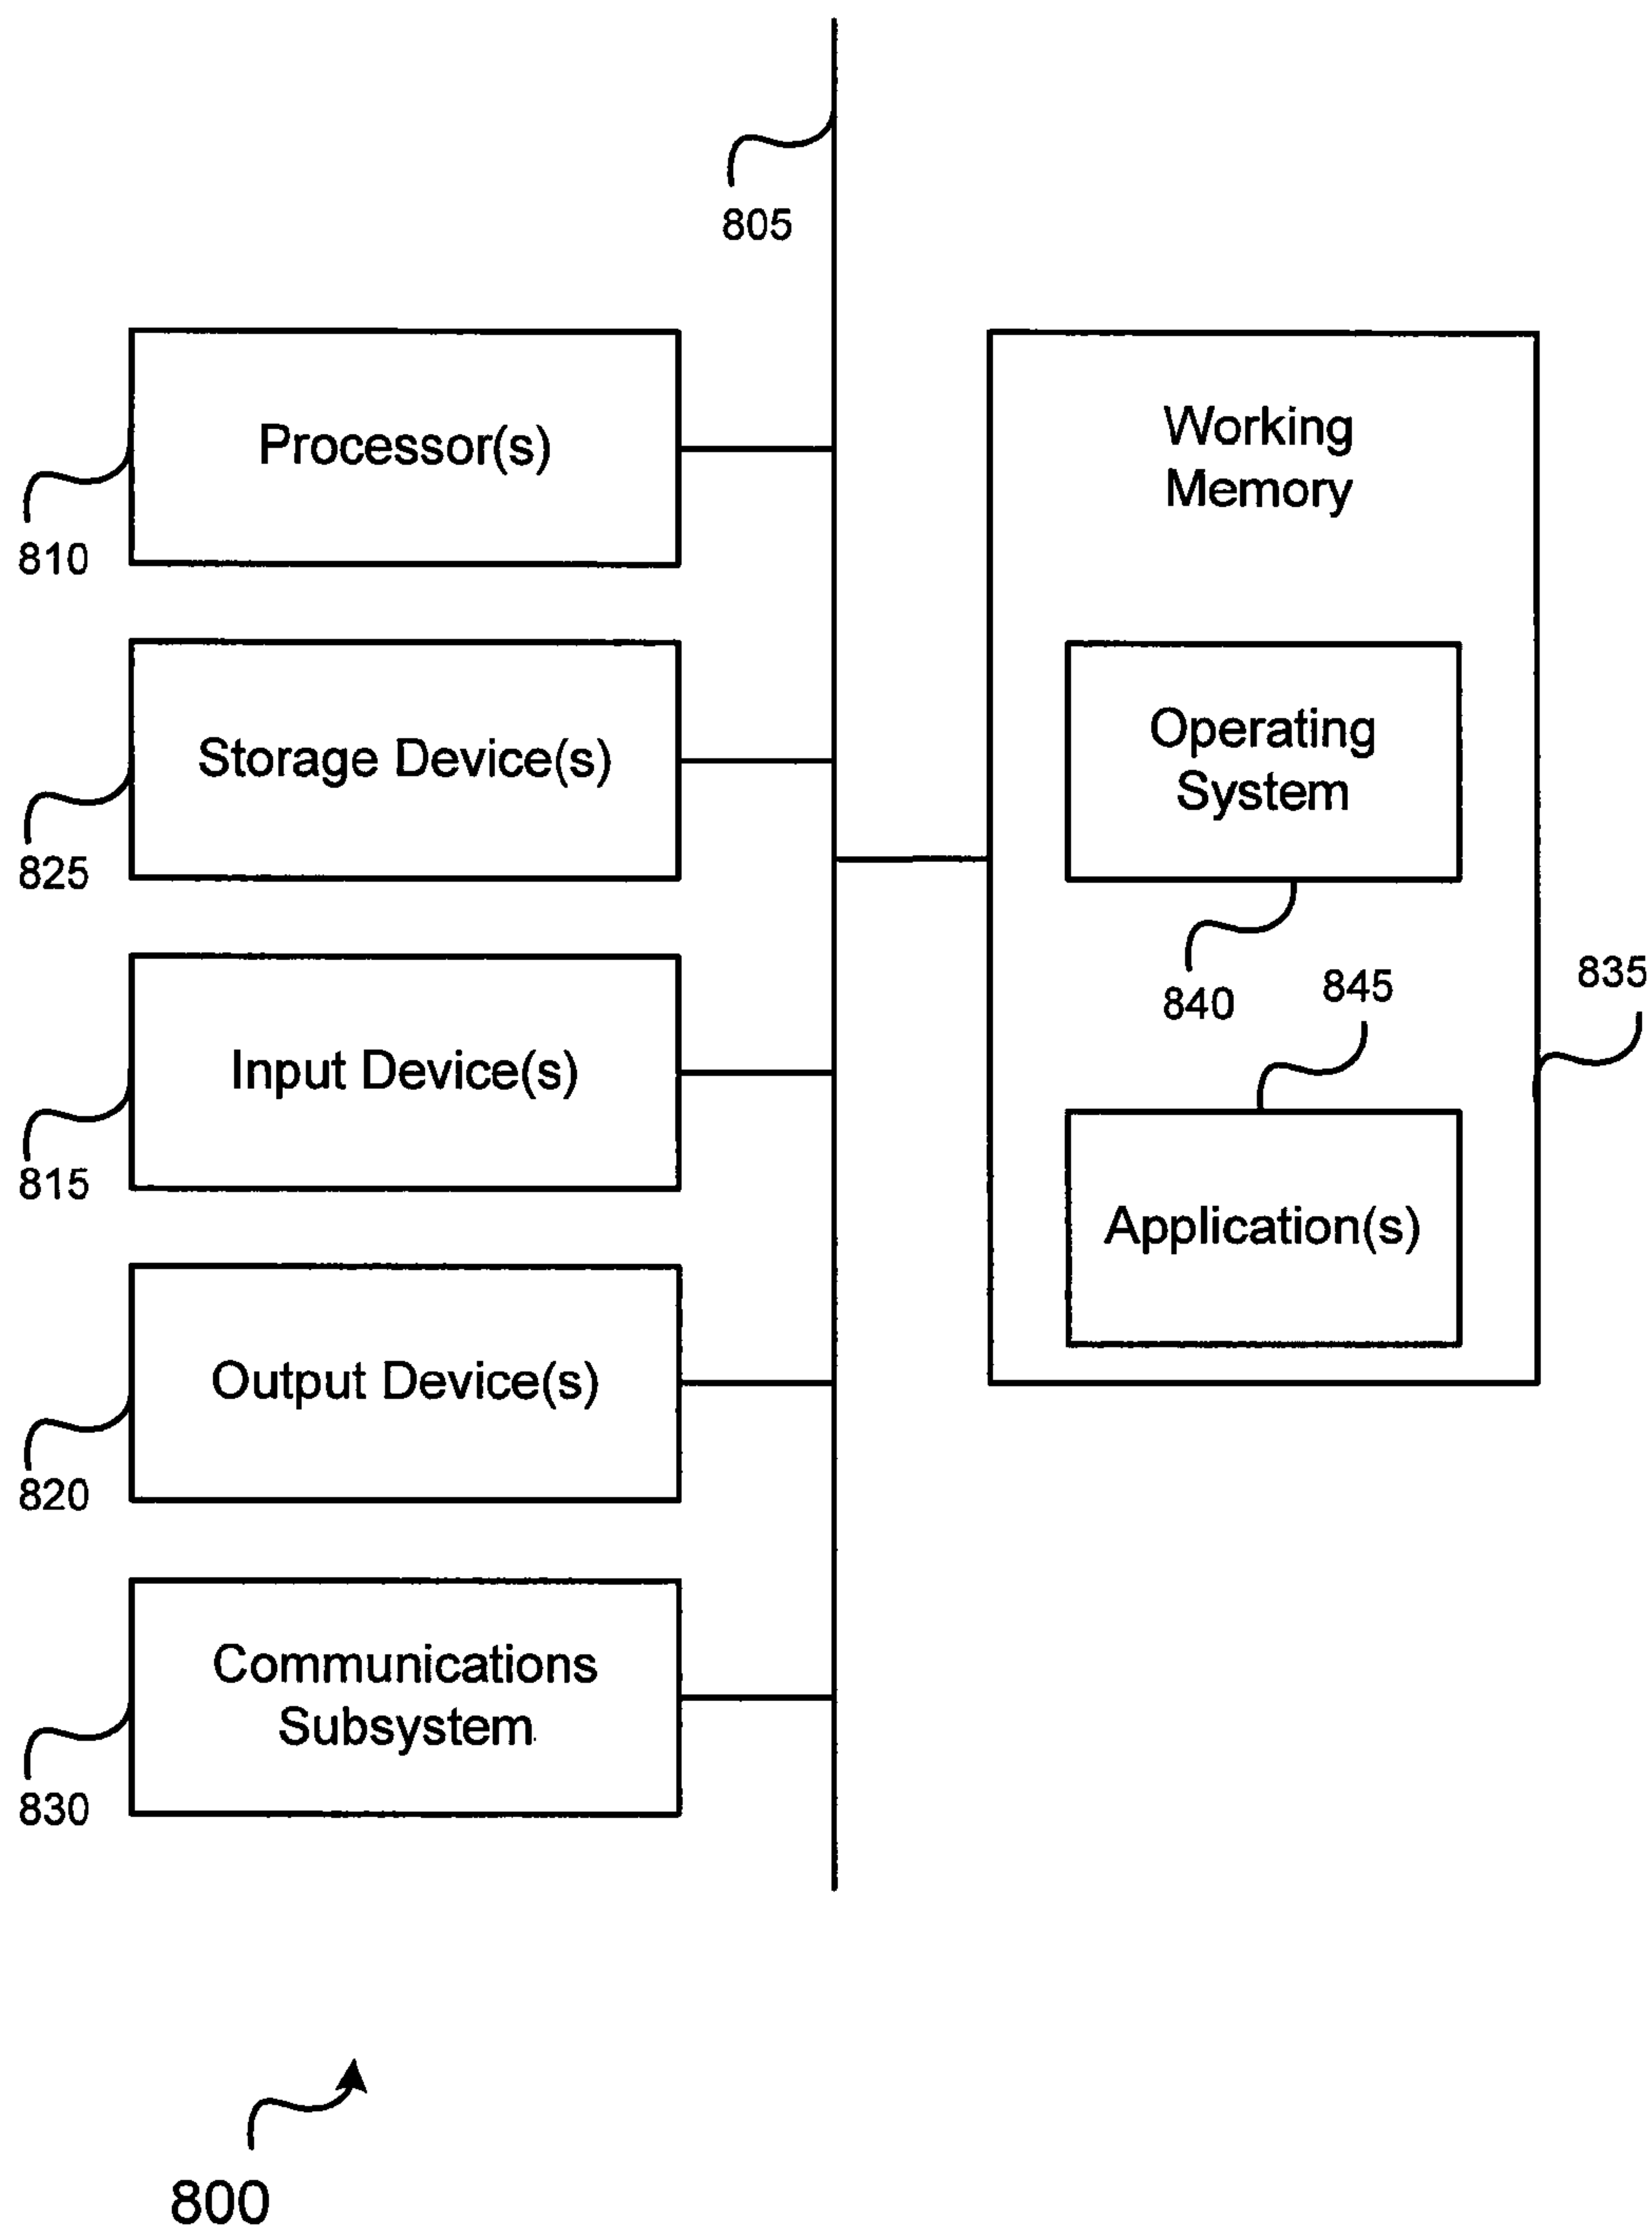 805
Processor(s)
810
Storage Device(s)
825
Input Device(s)
815
Output Device(s)
820
Communications
Subsystem
830
Working
Memory
Operating
System
840
845
835
Application(s)
800